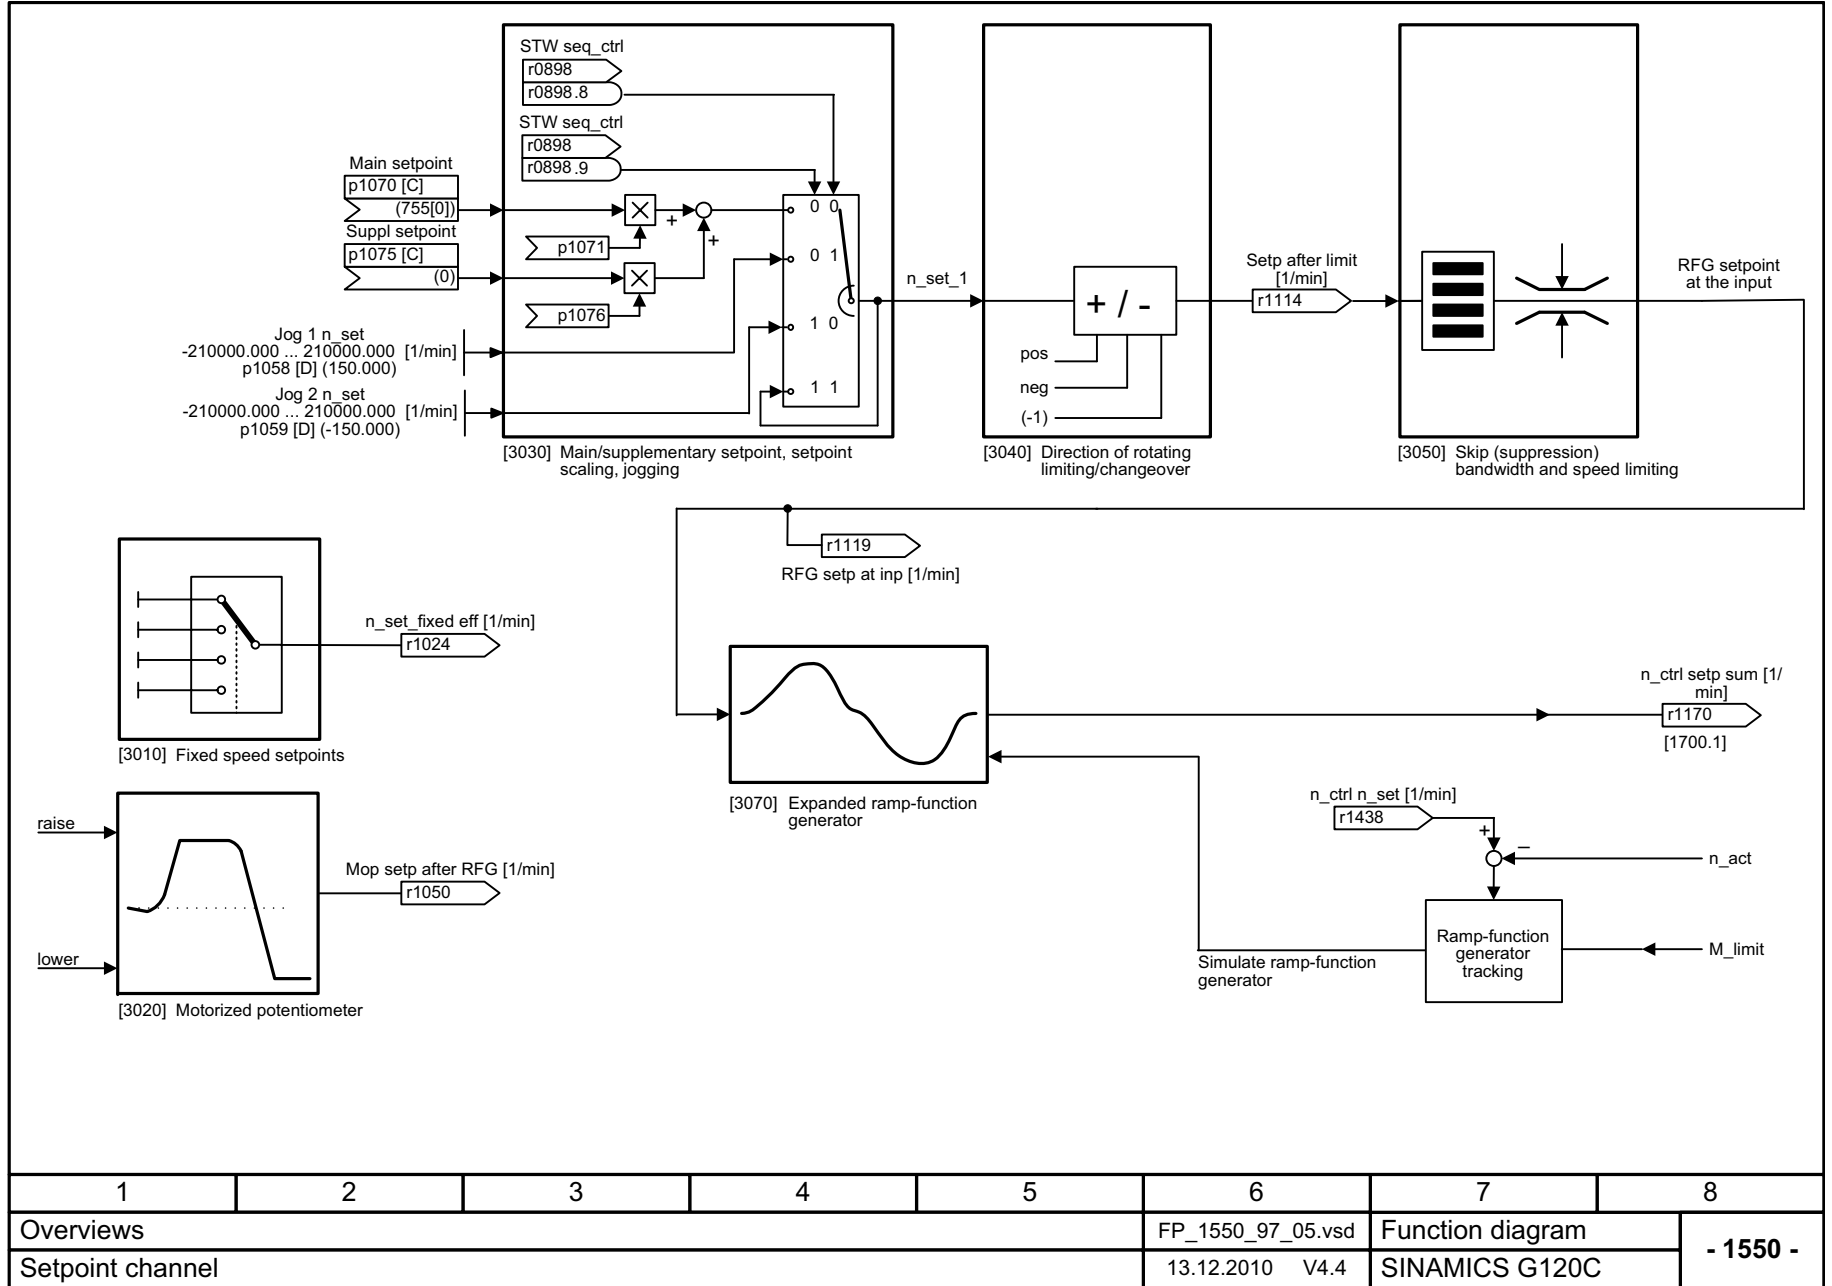 STW seq_ctrl
r0898
r0898.8
STW seq_ctrl
r0898
r0898.9
Main setpoint
p1070 [C]
(755[0])
Suppl setpoint
p1075 [C]
(0)
p1071
p1076
+
+
0 0
0 1
1 0
1 1
Jog 1 n_set
-210000.000 ... 210000.000 [1/min]
p1058 [D] (150.000)
Jog 2 n_set
-210000.000 ... 210000.000 [1/min]
p1059 [D] (-150.000)
[3030] Main/supplementary setpoint, setpoint
scaling, jogging
n_set_1
+ / -
pos
neg
(-1)
[3040] Direction of rotating
limiting/changeover
Setp after limit
[1/min]
r1114
[3050] Skip (suppression)
bandwidth and speed limiting
RFG setpoint
at the input
r1119
RFG setp at inp [1/min]
n_set_fixed eff [1/min]
r1024
[3010] Fixed speed setpoints
[3070] Expanded ramp-function
generator
n_ctrl setp sum [1/
min]
r1170
[1700.1]
raise
lower
Mop setp after RFG [1/min]
r1050
[3020] Motorized potentiometer
n_ctrl n_set [1/min]
r1438
+
–
n_act
Ramp-function
generator
tracking
M_limit
Simulate ramp-function
generator
1 2 3 4 5 6 7 8
Overviews
FP_1550_97_05.vsd
Function diagram
- 1550 -
Setpoint channel
13.12.2010 V4.4
SINAMICS G120C